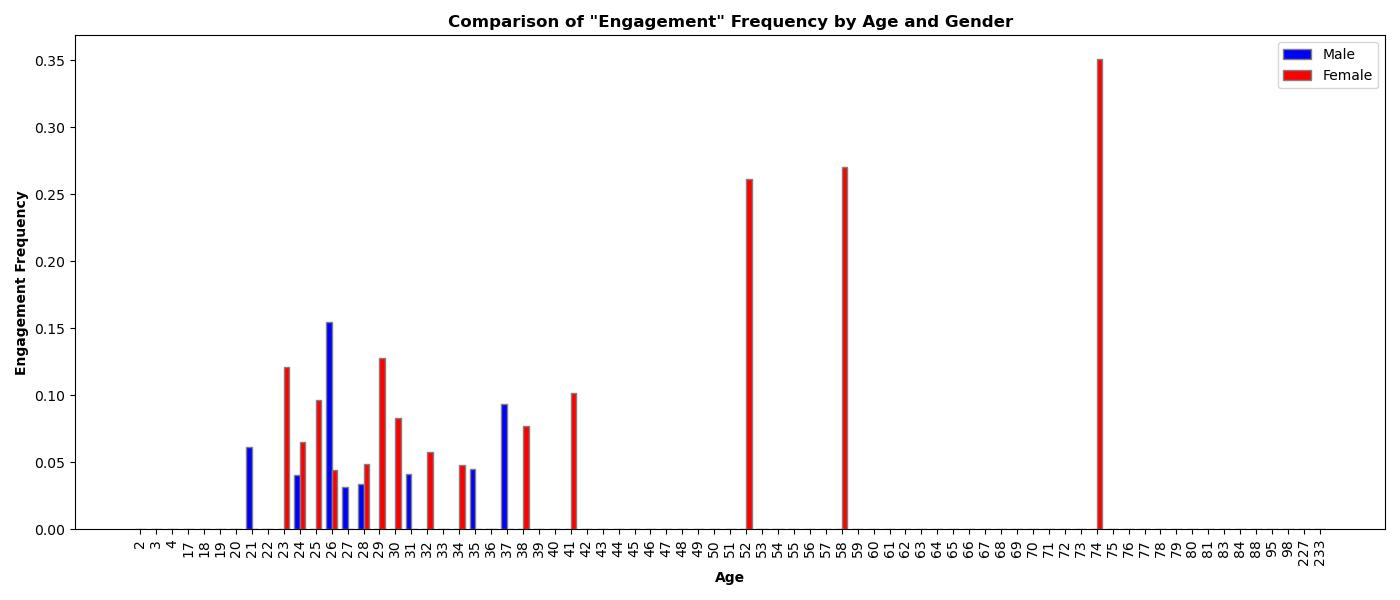 Comparison of "Engagement" Frequency by Age and Gender
Male
Female
Engagement Frequency
0.35
0.30
0.25
0.20
0.15
0.10
0.05
0.00
2 3 4 17 18 19 20 21 22 23 24 25 26 27 28 29 30 31 32 33 34 35 36 37 38 39 40 41 42 43 44 45 46 47 48 49 50 51 52 53 54 55 56 57 58 59 60 61 62 63 64 65 66 67 68 69 70 71 72 73 74 75 76 77 78 79 80 81 83 84 88 95 98 227 233
Age